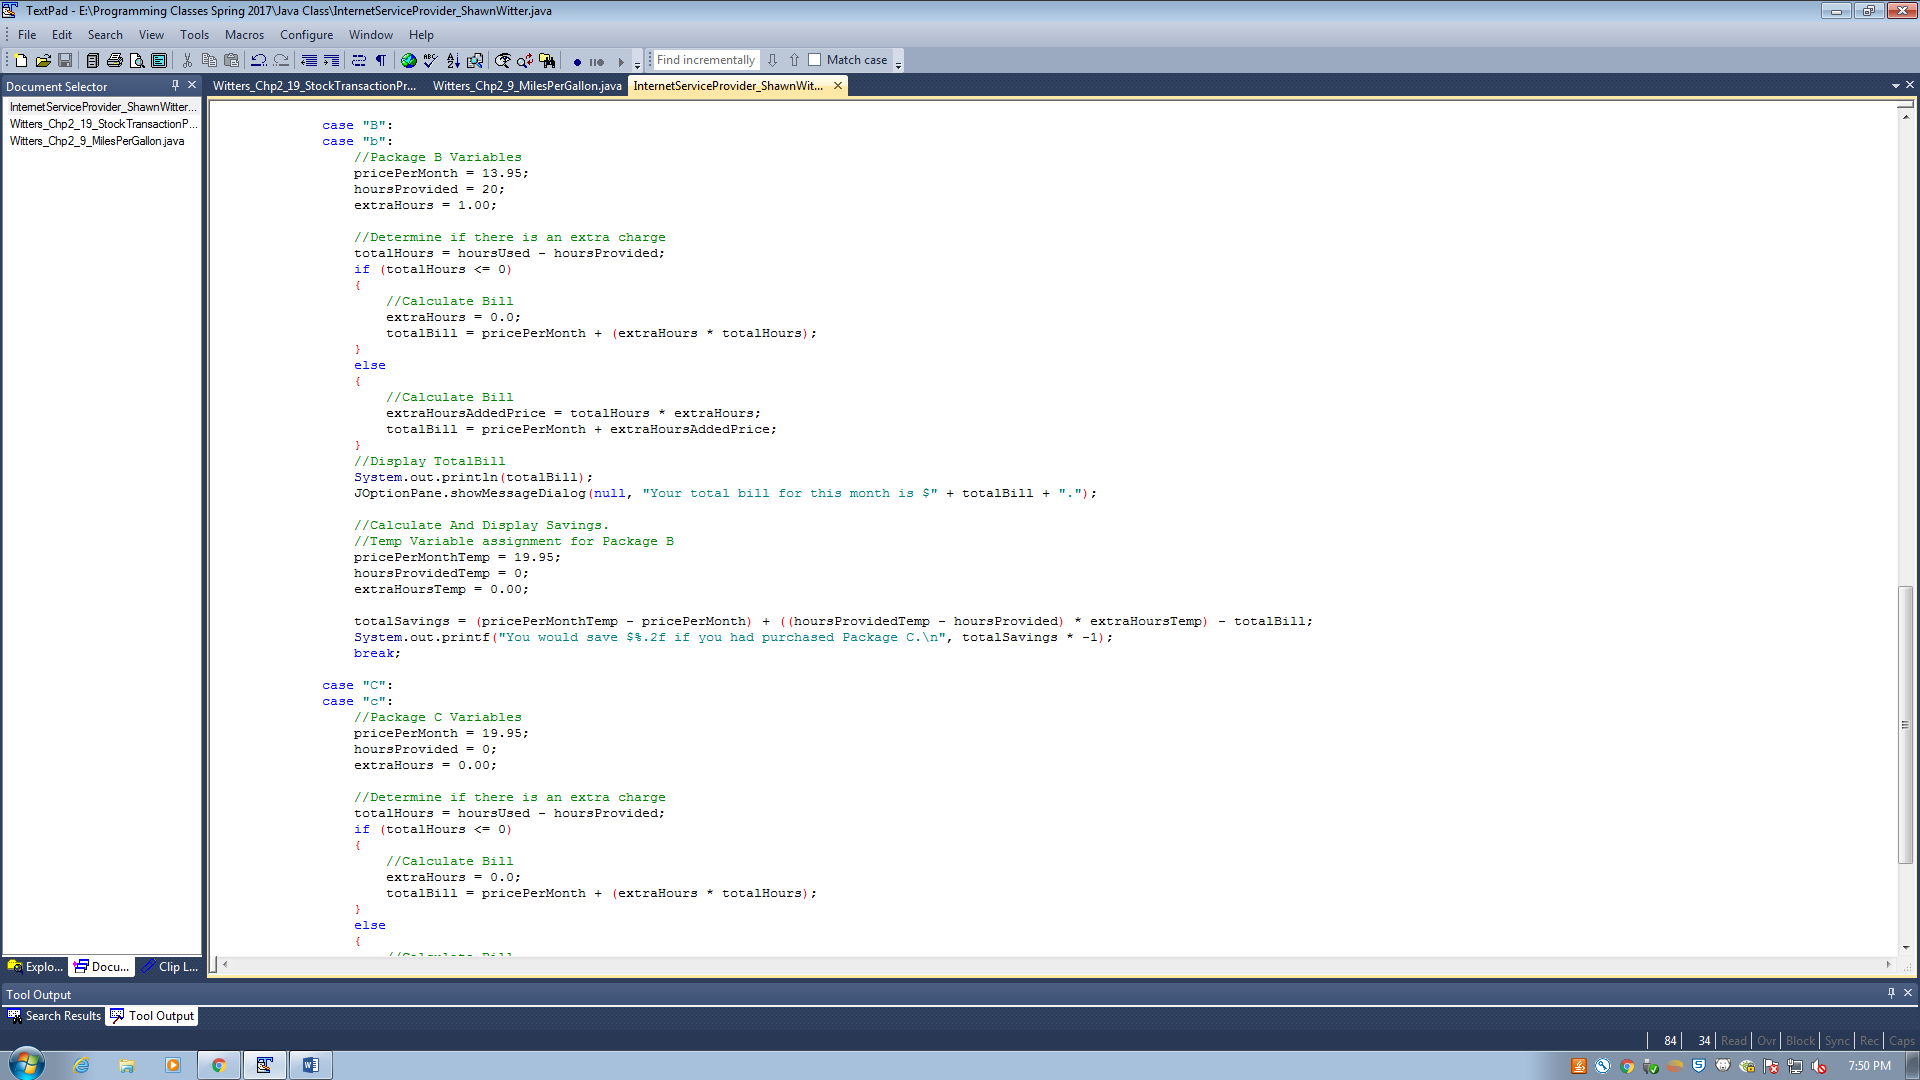 TextPad - E:\Programming Classes Spring 2017\Java Class\InternetServiceProvider_ShawnWitter.java
File Edit Search View Tools Macros Configure Window Help
Find incrementally Match case
Document Selector
Witters_Chp2_19_StockTransactionPr... Witters_Chp2_9_MilesPerGallon.java InternetServiceProvider_ShawnWit...
InternetServiceProvider_ShawnWitter...
Witters_Chp2_19_StockTransactionP...
Witters_Chp2_9_MilesPerGallon.java
case "B":
case "b":
//Package B Variables
pricePerMonth = 13.95;
hoursProvided = 20;
extraHours = 1.00;
//Determine if there is an extra charge
totalHours = hoursUsed - hoursProvided;
if (totalHours <= 0)
{
//Calculate Bill
extraHours = 0.0;
totalBill = pricePerMonth + (extraHours * totalHours);
}
else
{
//Calculate Bill
extraHoursAddedPrice = totalHours * extraHours;
totalBill = pricePerMonth + extraHoursAddedPrice;
}
//Display TotalBill
System.out.println(totalBill);
JOptionPane.showMessageDialog(null, "Your total bill for this month is $" + totalBill + ".");
//Calculate And Display Savings.
//Temp Variable assignment for Package B
pricePerMonthTemp = 19.95;
hoursProvidedTemp = 0;
extraHoursTemp = 0.00;
totalSavings = (pricePerMonthTemp - pricePerMonth) + ((hoursProvidedTemp - hoursProvided) * extraHoursTemp) - totalBill;
System.out.printf("You would save $%.2f if you had purchased Package C.\n", totalSavings * -1);
break;
case "C":
case "c":
//Package C Variables
pricePerMonth = 19.95;
hoursProvided = 0;
extraHours = 0.00;
//Determine if there is an extra charge
totalHours = hoursUsed - hoursProvided;
if (totalHours <= 0)
{
//Calculate Bill
extraHours = 0.0;
totalBill = pricePerMonth + (extraHours * totalHours);
}
else
{
//Calculate Bill
Explo... Docu... Clip L...
Tool Output
Search Results Tool Output
84 34 Read Ovr Block Sync Rec Caps
7:50 PM